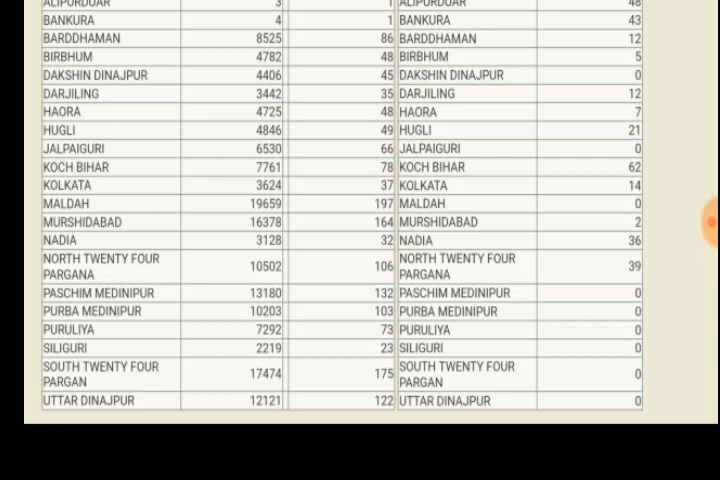 ALIPURDUAR 3 1 ALIPURDUAR 48
BANKURA 4 1 BANKURA 43
BARDDHAMAN 8525 86 BARDDHAMAN 12
BIRBHUM 4782 48 BIRBHUM 5
DAKSHIN DINAJPUR 4406 45 DAKSHIN DINAJPUR 0
DARJILING 3442 35 DARJILING 12
HAORA 4725 48 HAORA 7
HUGLI 4846 49 HUGLI 21
JALPAIGURI 6530 66 JALPAIGURI 0
KOCH BIHAR 7761 78 KOCH BIHAR 62
KOLKATA 3624 37 KOLKATA 14
MALDAH 19659 197 MALDAH 0
MURSHIDABAD 16378 164 MURSHIDABAD 2
NADIA 3128 32 NADIA 36
NORTH TWENTY FOUR
PARGANA 10502 106 NORTH TWENTY FOUR
PARGANA 39
PASCHIM MEDINIPUR 13180 132 PASCHIM MEDINIPUR 0
PURBA MEDINIPUR 10203 103 PURBA MEDINIPUR 0
PURULIYA 7292 73 PURULIYA 0
SILIGURI 2219 23 SILIGURI 0
SOUTH TWENTY FOUR
PARGAN 17474 175 SOUTH TWENTY FOUR
PARGAN 0
UTTAR DINAJPUR 12121 122 UTTAR DINAJPUR 0